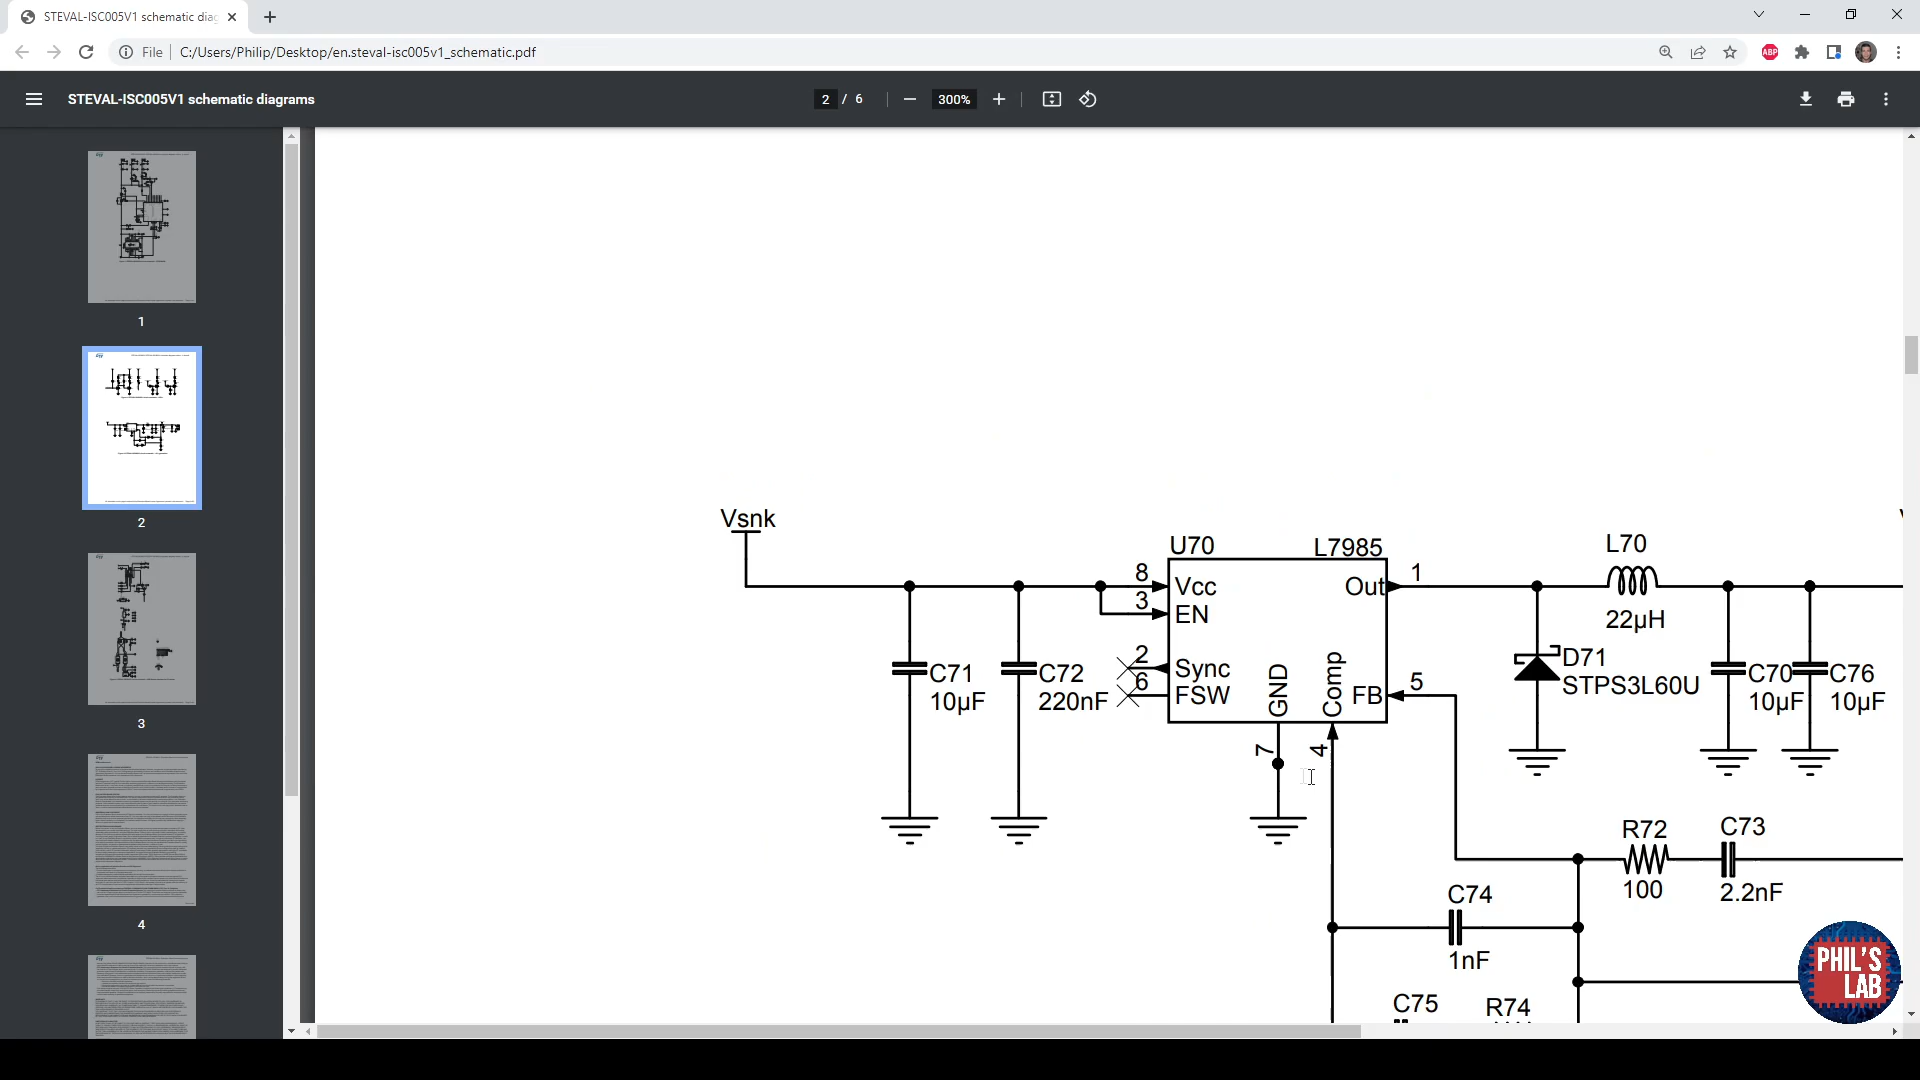 STEVAL-ISC005V1 schematic diag
File
C:/Users/Philip/Desktop/en.steval-isc005v1_schematic.pdf
ABP
STEVAL-ISC005V1 schematic diagrams
2 / 6
300%
1
2
3
4
Vsnk
U70
L7985
L70
8
Vcc
Out
1
3
EN
22µH
2
Sync
6
FSW
GND
Comp
FB
5
C71
10µF
C72
220nF
D71
STPS3L60U
C70
10µF
C76
10µF
7
4
R72
100
C73
2.2nF
C74
1nF
C75
R74
PHIL'S
LAB